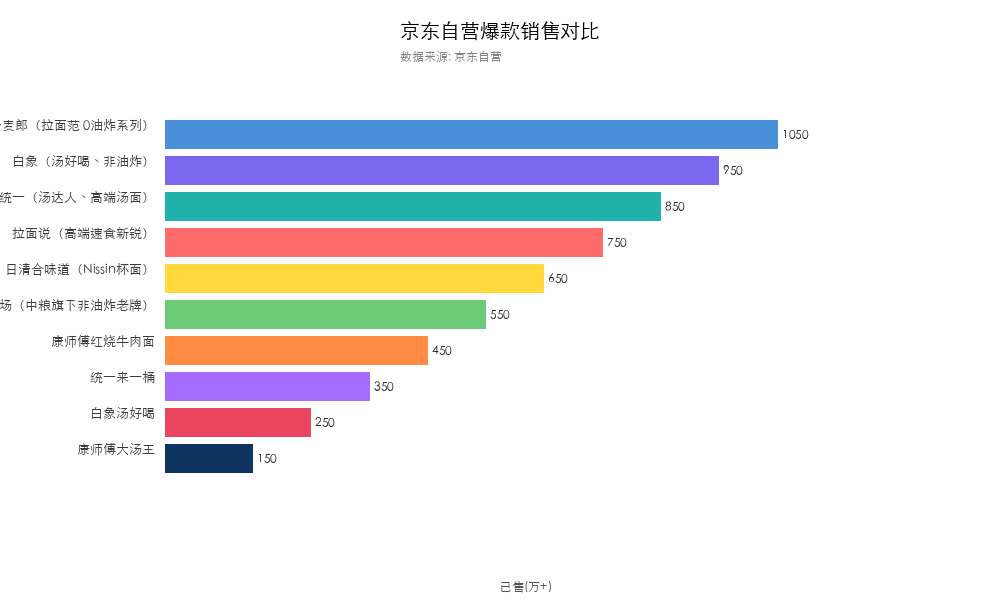 京东自营爆款销售对比
数据来源: 京东自营
麦郎（拉面范 0油炸系列） 1050
白象（汤好喝、非油炸） 950
统一（汤达人、高端汤面） 850
拉面说（高端速食新锐） 750
日清合味道（Nissin杯面） 650
场（中粮旗下非油炸老牌） 550
康师傅红烧牛肉面 450
统一来一桶 350
白象汤好喝 250
康师傅大汤王 150
已售(万+)